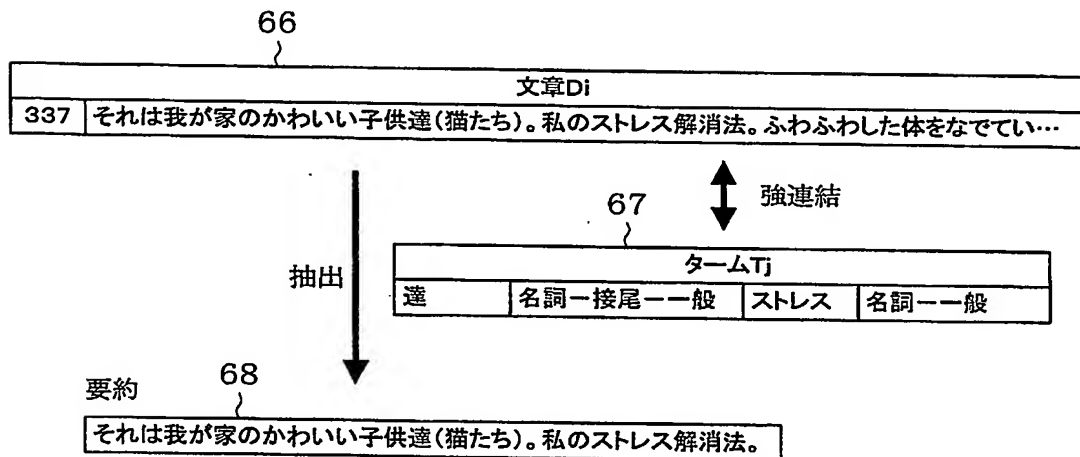 66
文章Di
337 それは我が家のかわいい子供達(猫たち)。私のストレス解消法。ふわふわした体をなでてい…
強連結
67
タームTj
抽出
達 名詞ー接尾ー一般 ストレス 名詞ー一般
68
要約
それは我が家のかわいい子供達(猫たち)。私のストレス解消法。